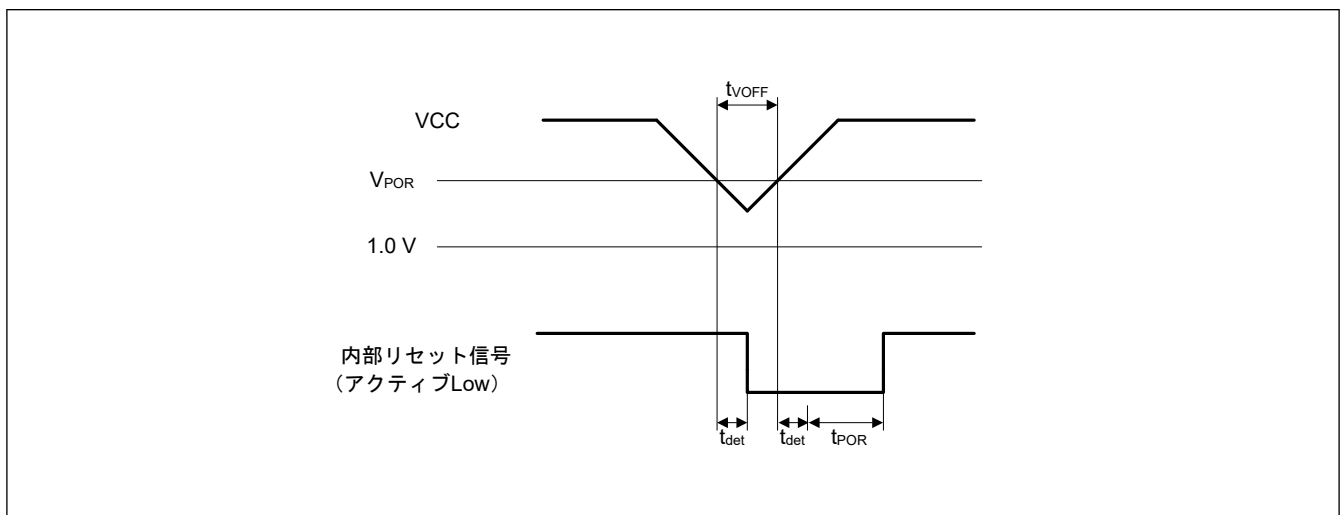 tVOFF
VCC
VPOR
1.0 V
内部リセット信号
（アクティブLow）
tdet
tdet
tPOR